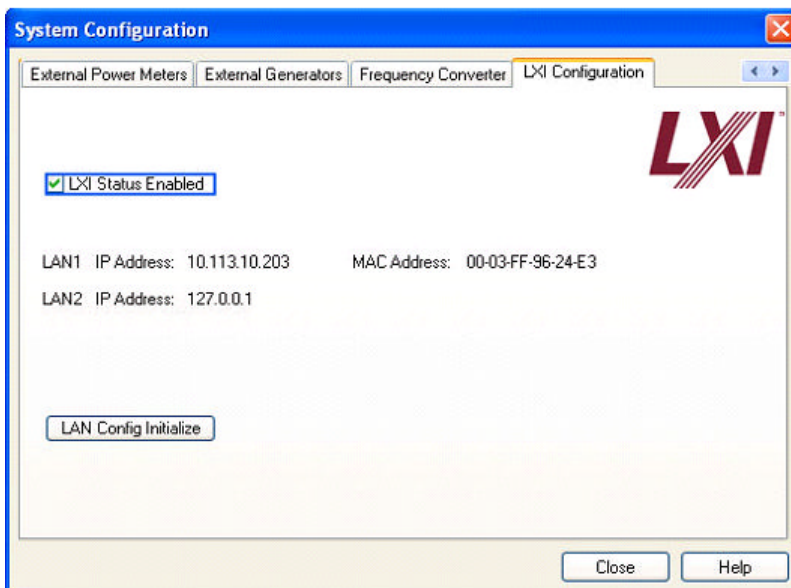 System Configuration
External Power Meters External Generators Frequency Converter LXI Configuration
LXI
LXI Status Enabled
LAN1 IP Address: 10.113.10.203 MAC Address: 00-03-FF-96-24-E3
LAN2 IP Address: 127.0.0.1
LAN Config Initialize
Close Help